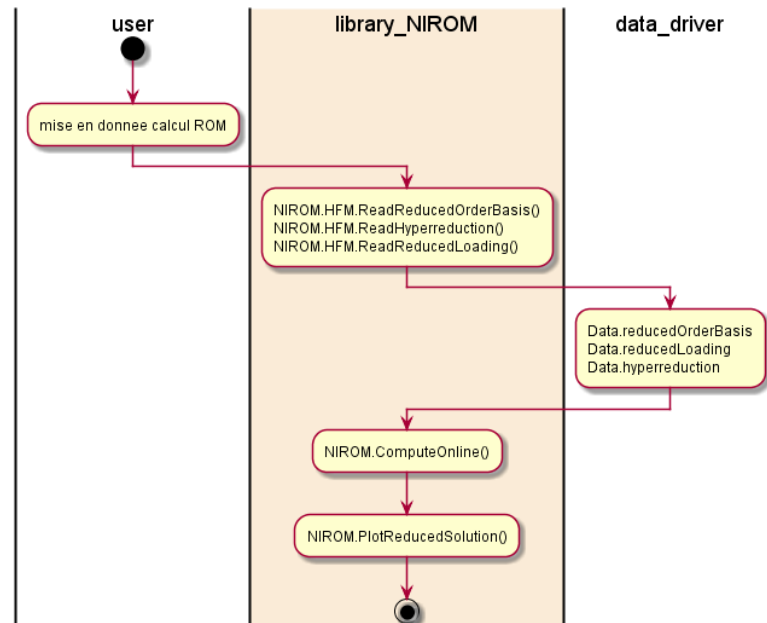 user
library_NIROM
data_driver
mise en donnee calcul ROM
NIROM.HFM.ReadReducedOrderBasis()
NIROM.HFM.ReadHyperreduction()
NIROM.HFM.ReadReducedLoading()
Data.reducedOrderBasis
Data.reducedLoading
Data.hyperreduction
NIROM.ComputeOnline()
NIROM.PlotReducedSolution()